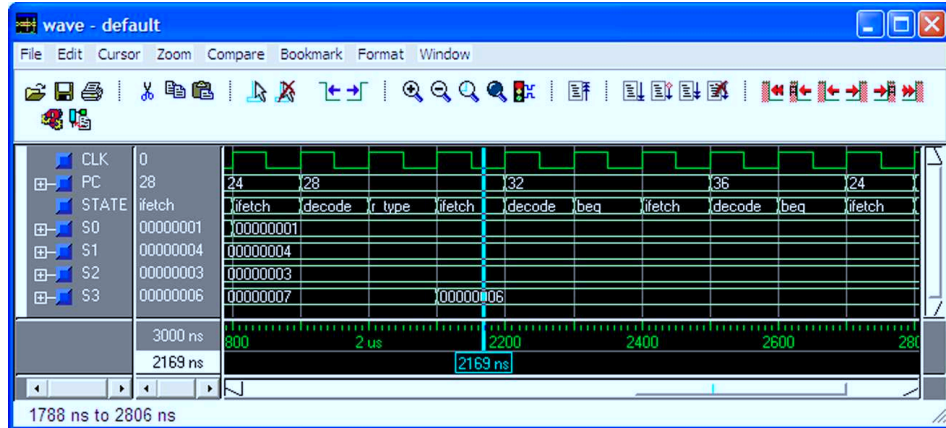 wave - default
File Edit Cursor Zoom Compare Bookmark Format Window
CLK 0
PC 28 24 28 32 36 24
STATE ifetch ifetch decode r_type ifetch decode beq ifetch decode beq ifetch
S0 00000001 00000001
S1 00000004 00000004
S2 00000003 00000003
S3 00000006 00000007 00000006
3000 ns 800 2 us 2200 2400 2600 280
2169 ns 2169 ns
1788 ns to 2806 ns